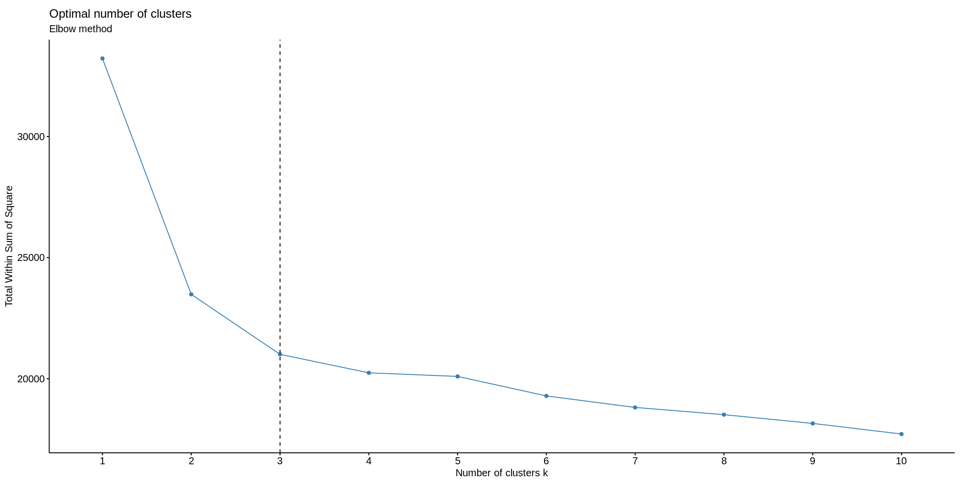 Optimal number of clusters
Elbow method
Total Within Sum of Square
30000
25000
20000
1 2 3 4 5 6 7 8 9 10
Number of clusters k